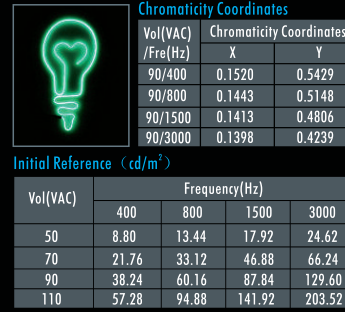 Chromaticity Coordinates
Vol(VAC) /Fre(Hz) Chromaticity Coordinates
X Y
90/400 0.1520 0.5429
90/800 0.1443 0.5148
90/1500 0.1413 0.4806
90/3000 0.1398 0.4239
Initial Reference（cd/m²）
Vol(VAC) Frequency(Hz)
400 800 1500 3000
50 8.80 13.44 17.92 24.62
70 21.76 33.12 46.88 66.24
90 38.24 60.16 87.84 129.60
110 57.28 94.88 141.92 203.52